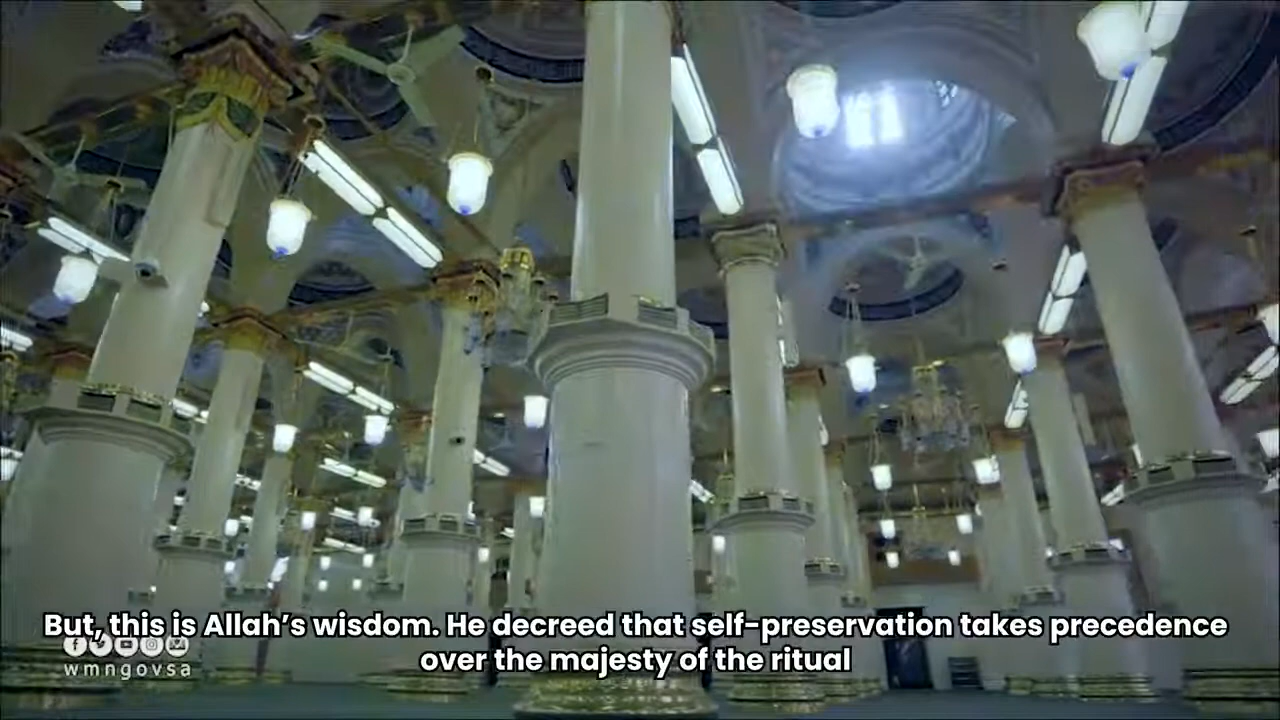 But, this is Allah’s wisdom. He decreed that self-preservation takes precedence
over the majesty of the ritual
wmngovsa